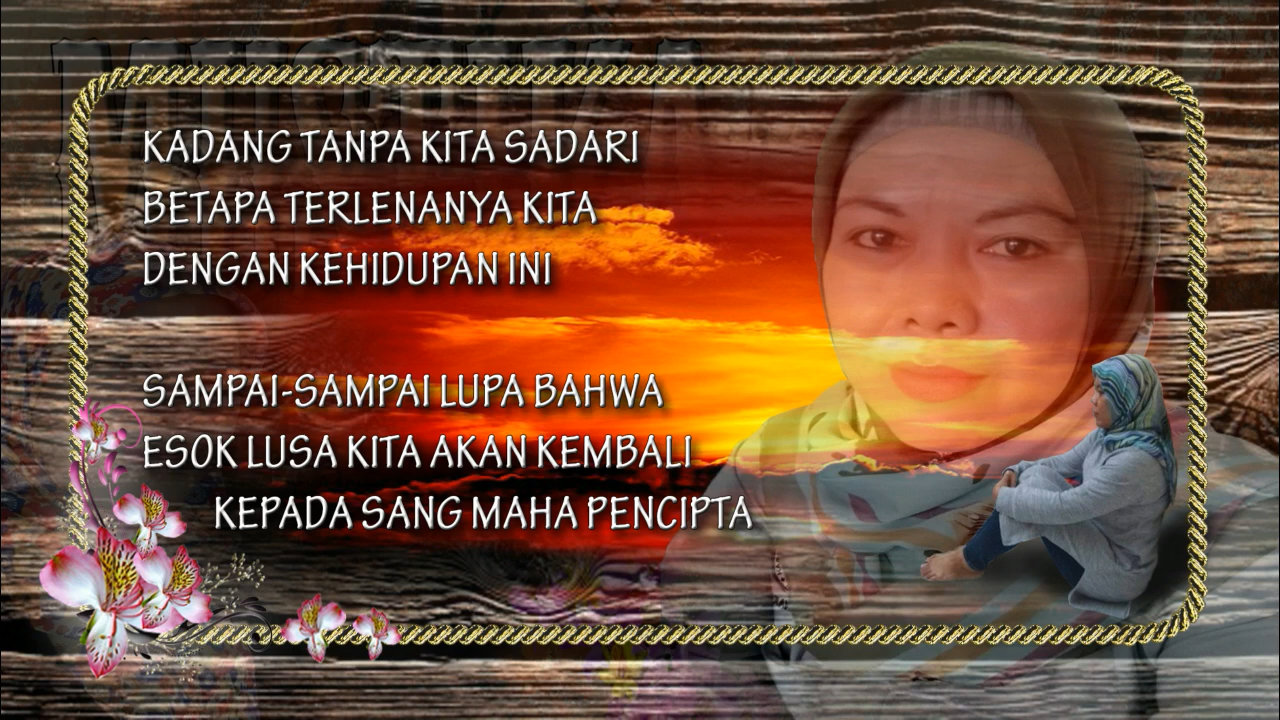 KADANG TANPA KITA SADARI
BETAPA TERLENANYA KITA
DENGAN KEHIDUPAN INI
SAMPAI-SAMPAI LUPA BAHWA
ESOK LUSA KITA AKAN KEMBALI
KEPADA SANG MAHA PENCIPTA